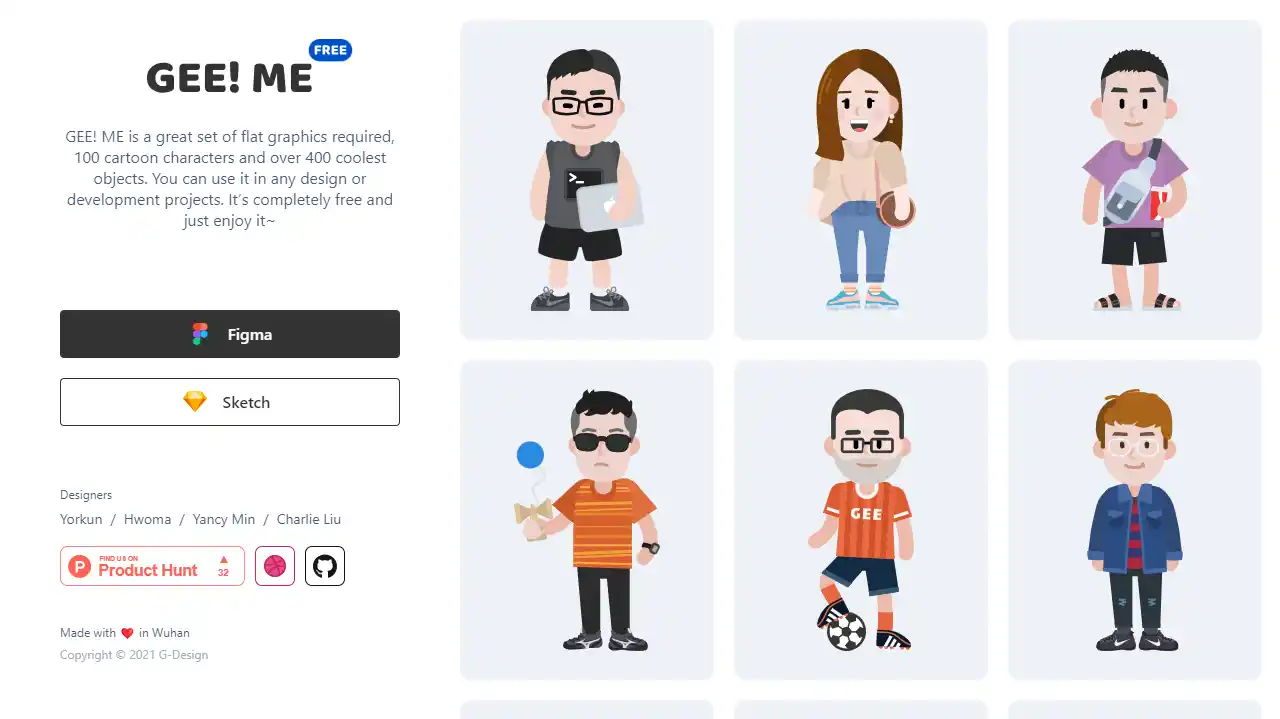 FREE
GEE! ME
GEE! ME is a great set of flat graphics required,
100 cartoon characters and over 400 coolest
objects. You can use it in any design or
development projects. It's completely free and
just enjoy it~
Figma
Sketch
Designers
Yorkun / Hwoma / Yancy Min / Charlie Liu
FIND US ON
Product Hunt
32
Made with ❤️ in Wuhan
Copyright © 2021 G-Design
>_
GEE